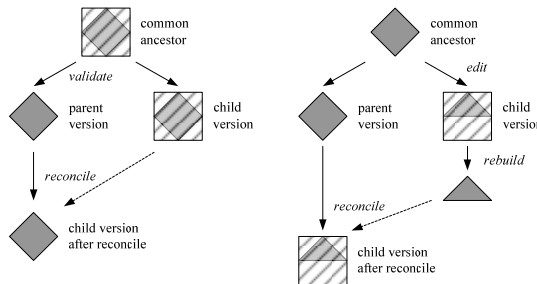 common
ancestor
validate
parent
version
child
version
reconcile
child version
after reconcile
common
ancestor
edit
parent
version
child
version
rebuild
reconcile
child version
after reconcile